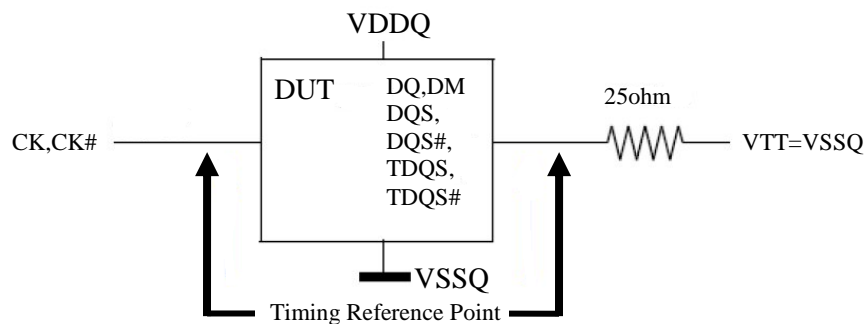 VDDQ
DUT
DQ,DM
DQS,
DQS#,
TDQS,
TDQS#
25ohm
CK,CK#
VTT=VSSQ
VSSQ
Timing Reference Point